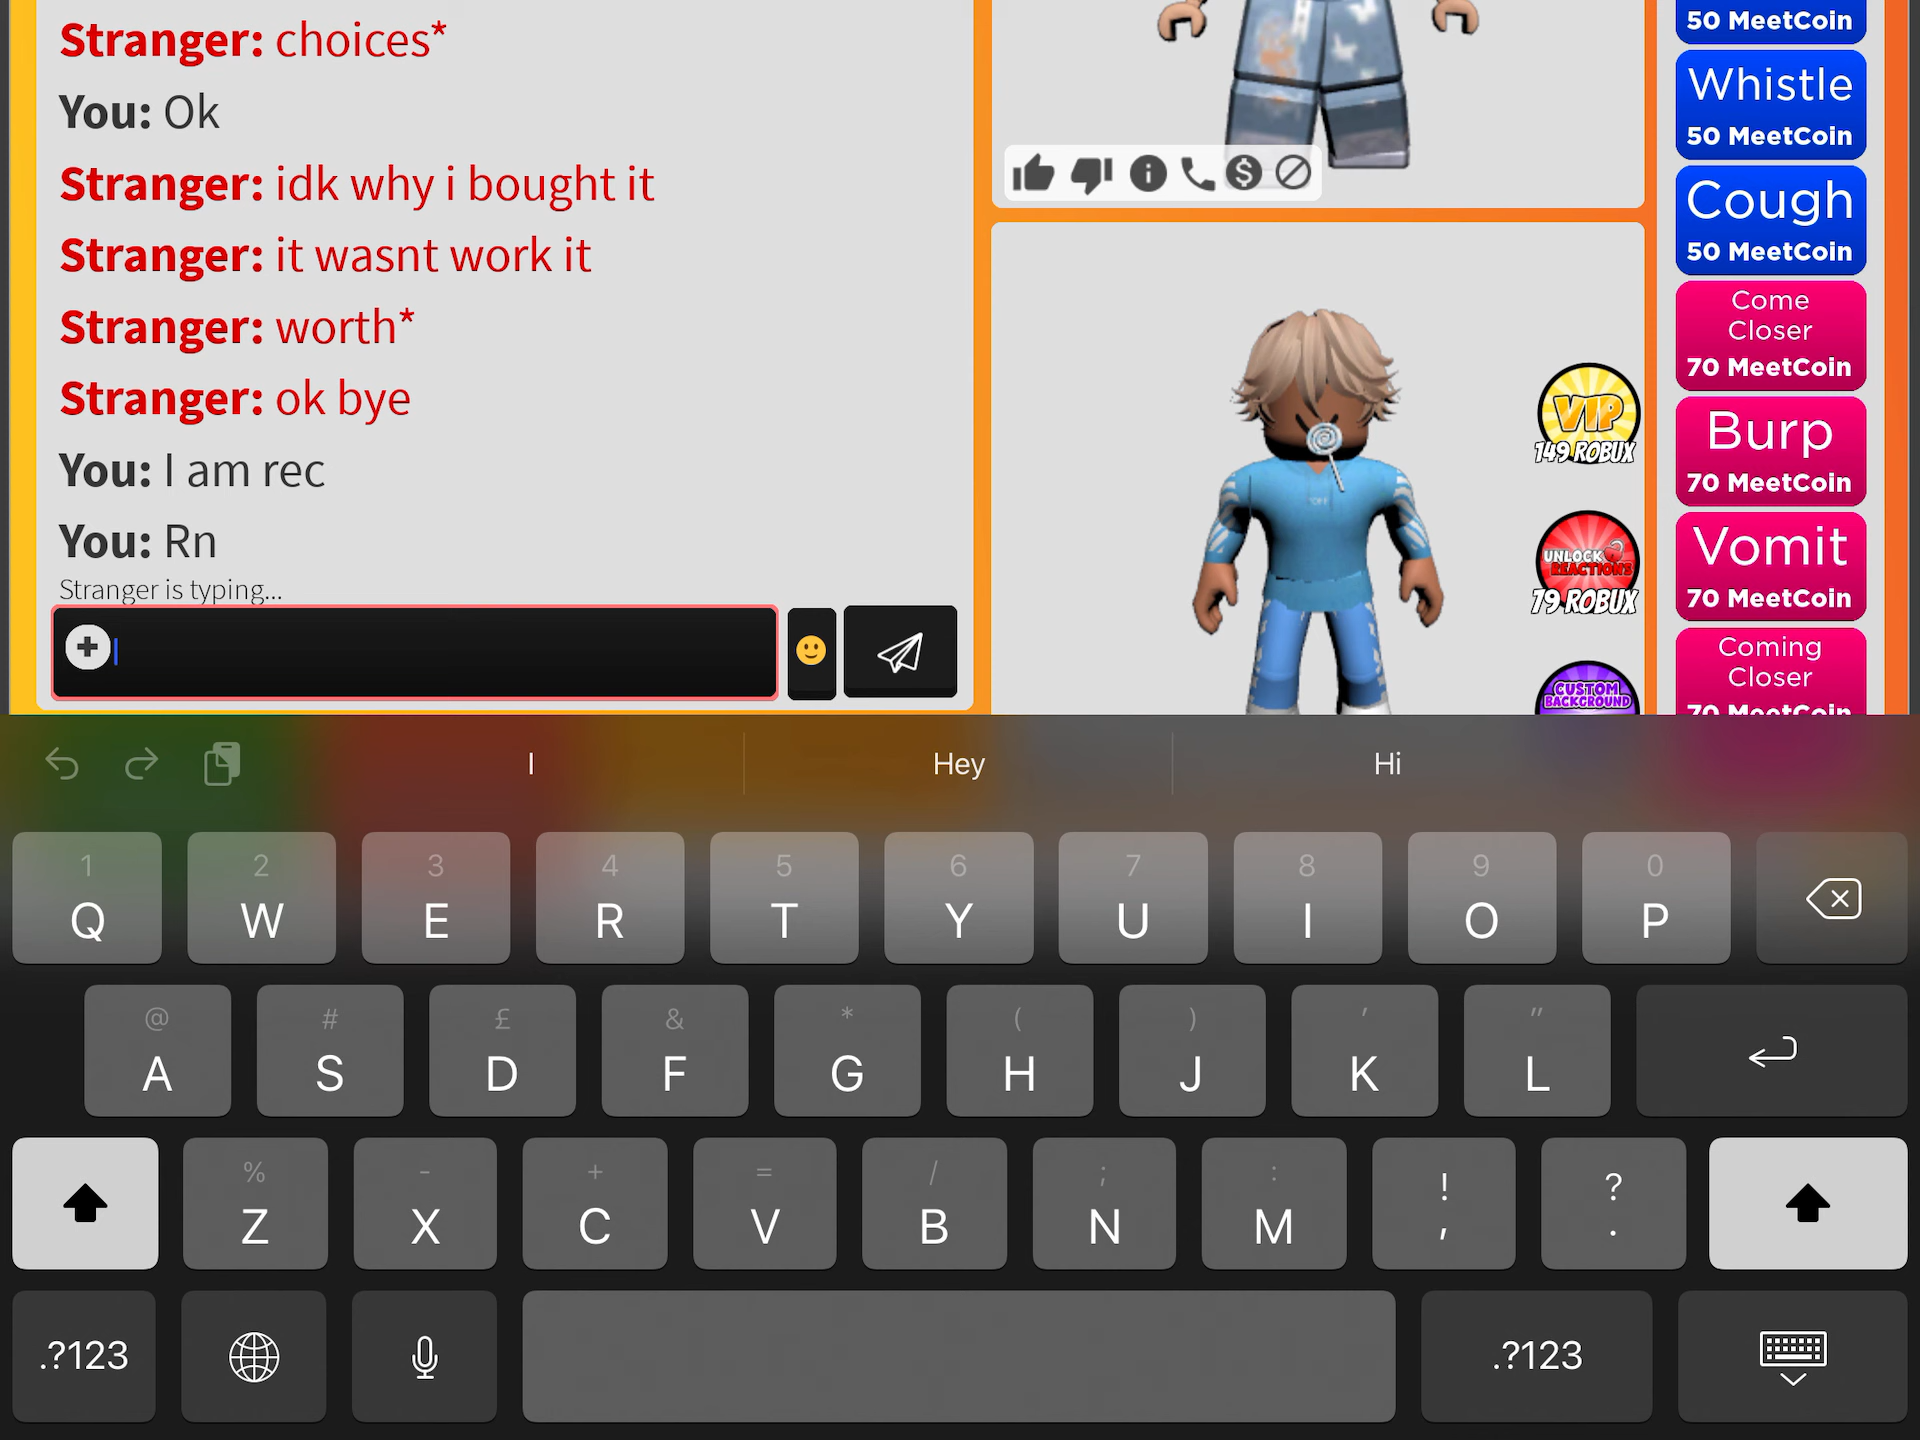 Stranger: choices*
You: Ok
Stranger: idk why i bought it
Stranger: it wasnt work it
Stranger: worth*
Stranger: ok bye
You: I am rec
You: Rn
Stranger is typing...
50 MeetCoin
Whistle
50 MeetCoin
Cough
50 MeetCoin
Come
Closer
70 MeetCoin
Burp
70 MeetCoin
Vomit
70 MeetCoin
Coming
Closer
70 MeetCoin
VIP
149 ROBUX
UNLOCK
REACTIONS
79 ROBUX
CUSTOM
BACKGROUND
I Hey Hi
1 2 3 4 5 6 7 8 9 0
Q W E R T Y U I O P
@ # £ & * ( ) ' "
A S D F G H J K L
% - + = / ; : ! ?
Z X C V B N M , .
.?123 .?123